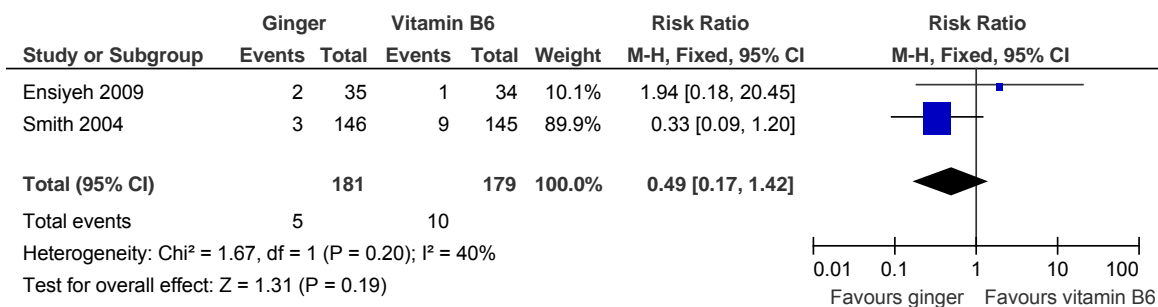 Ginger Vitamin B6 Risk Ratio Risk Ratio
Study or Subgroup Events Total Events Total Weight M-H, Fixed, 95% CI M-H, Fixed, 95% CI
Ensiyeh 2009 2 35 1 34 10.1% 1.94 [0.18, 20.45]
Smith 2004 3 146 9 145 89.9% 0.33 [0.09, 1.20]
Total (95% CI) 181 179 100.0% 0.49 [0.17, 1.42]
Total events 5 10
Heterogeneity: Chi² = 1.67, df = 1 (P = 0.20); I² = 40%
Test for overall effect: Z = 1.31 (P = 0.19)
0.01 0.1 1 10 100
Favours ginger Favours vitamin B6